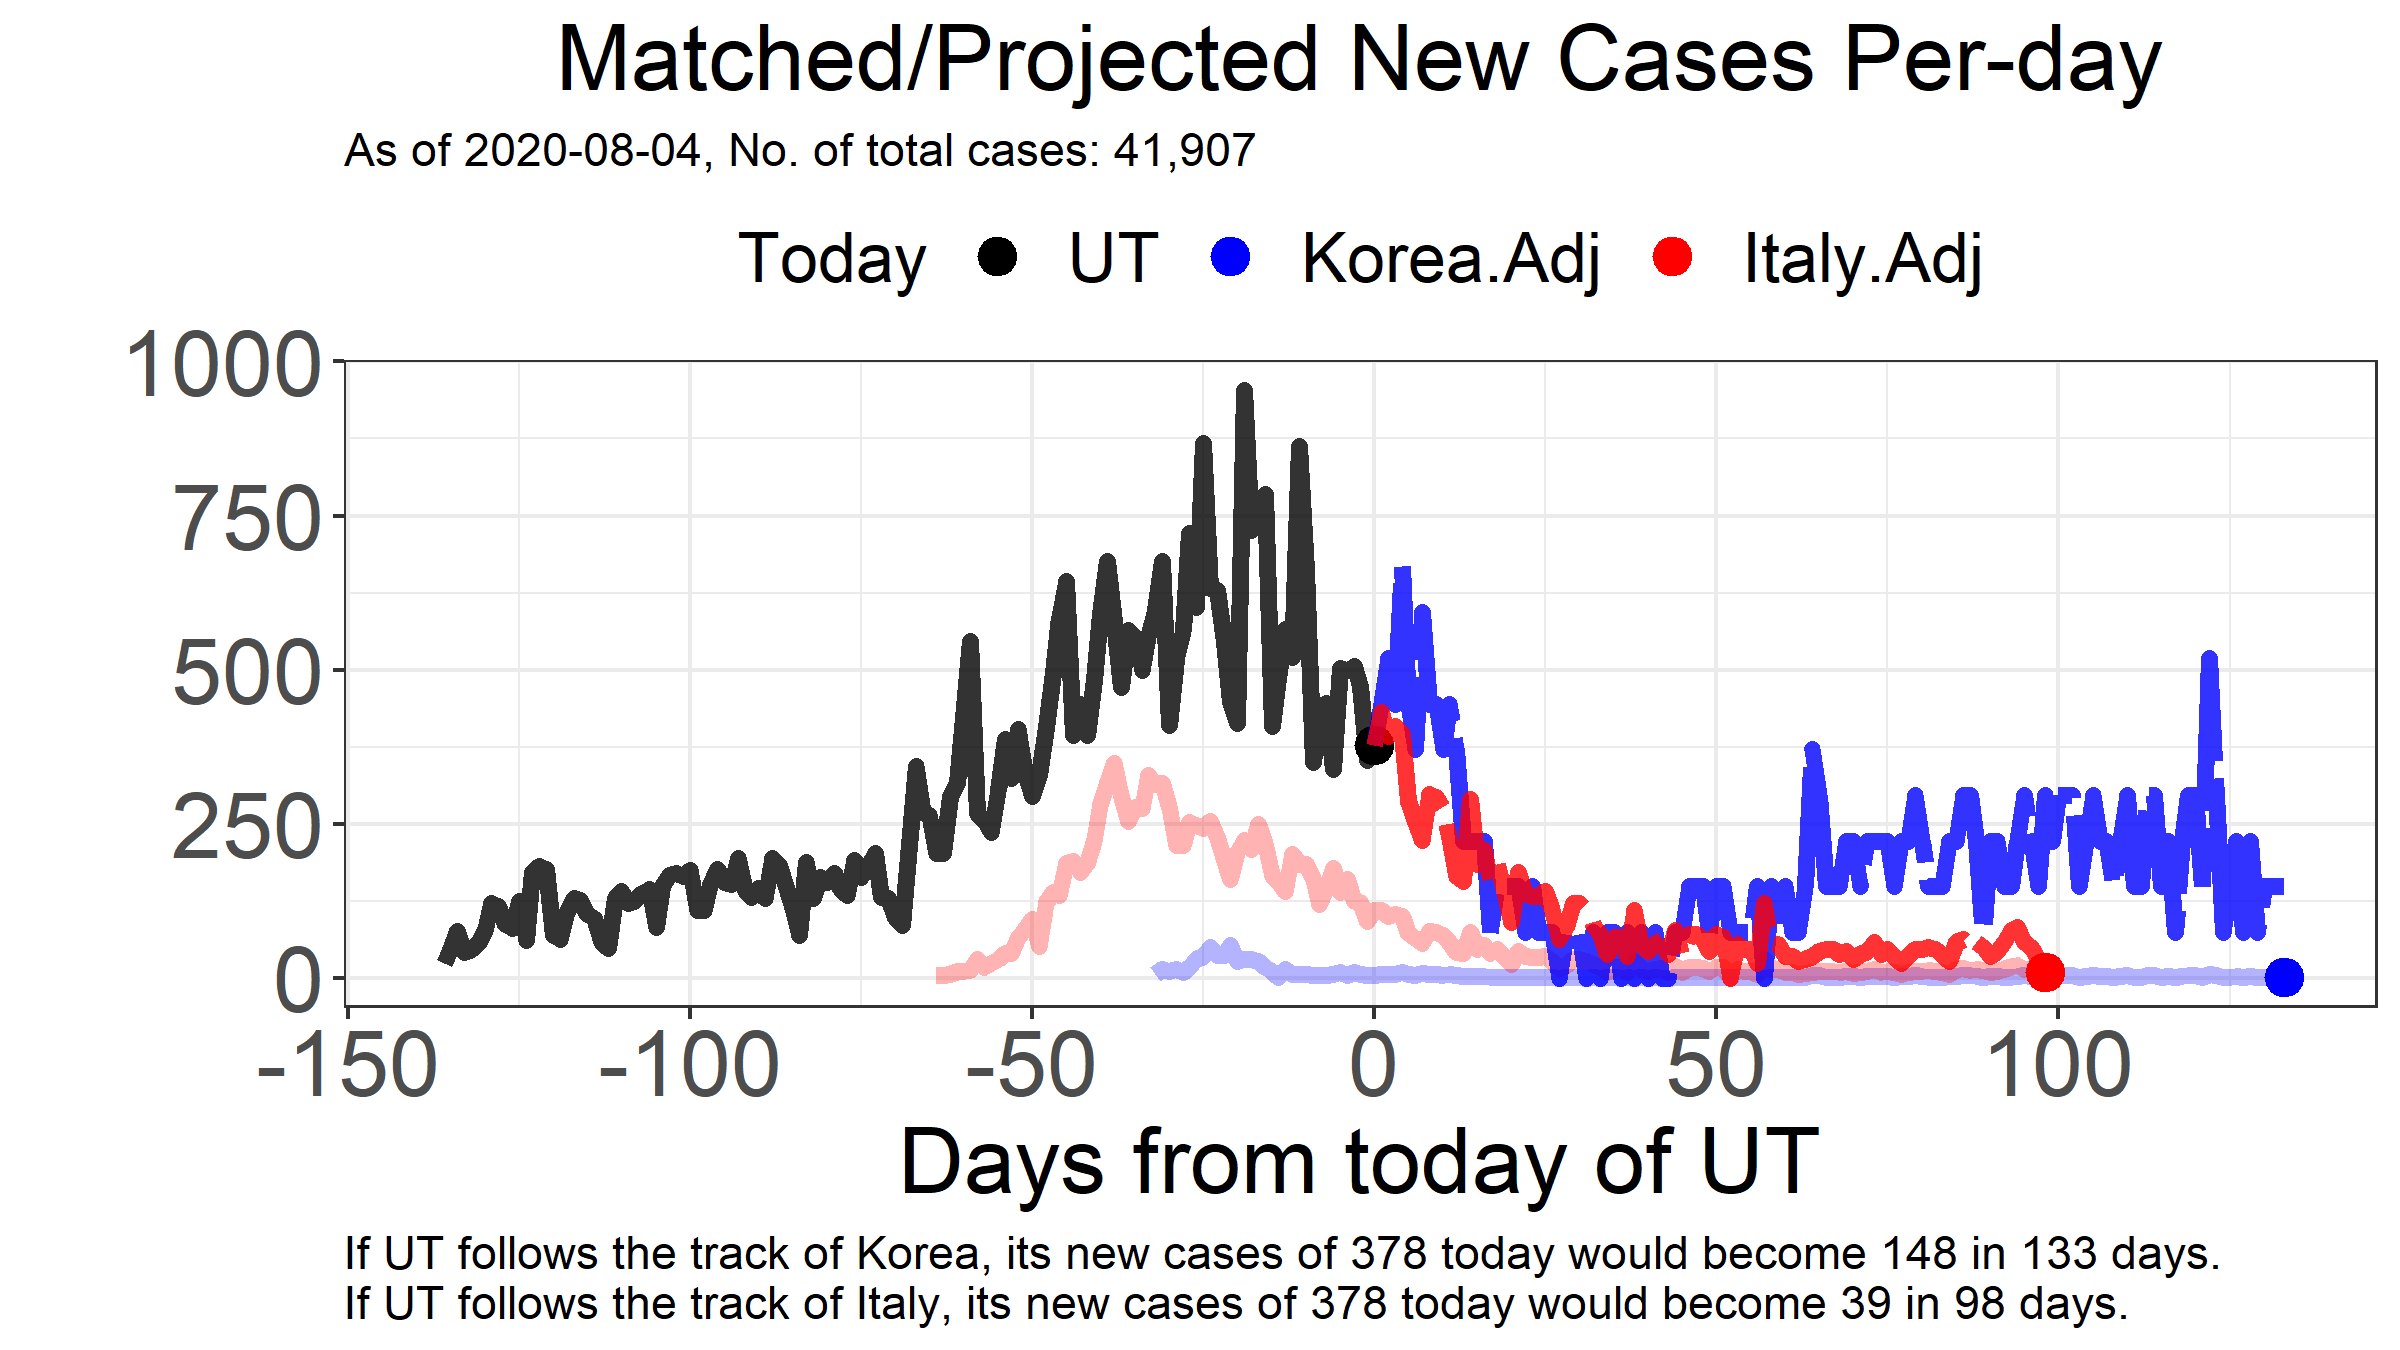 Matched/Projected New Cases Per-day
As of 2020-08-04, No. of total cases: 41,907
Today UT Korea.Adj Italy.Adj
1000
750
500
250
0
-150 -100 -50 0 50 100
Days from today of UT
If UT follows the track of Korea, its new cases of 378 today would become 148 in 133 days.
If UT follows the track of Italy, its new cases of 378 today would become 39 in 98 days.